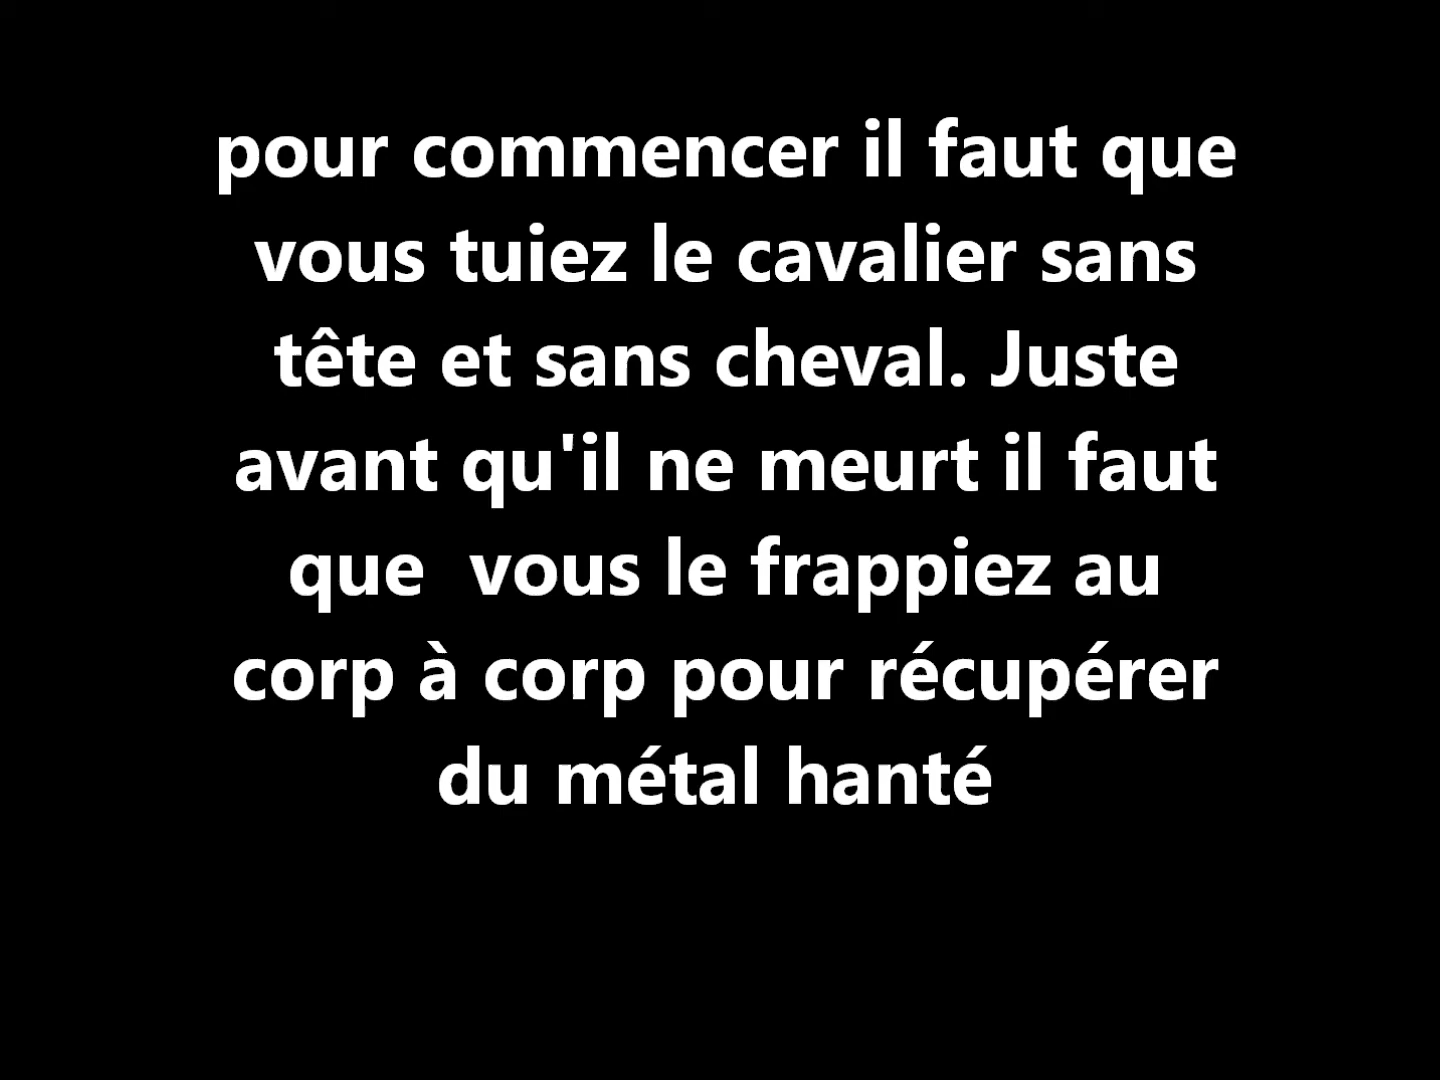 pour commencer il faut que
vous tuiez le cavalier sans
tête et sans cheval. Juste
avant qu'il ne meurt il faut
que  vous le frappiez au
corp à corp pour récupérer
du métal hanté